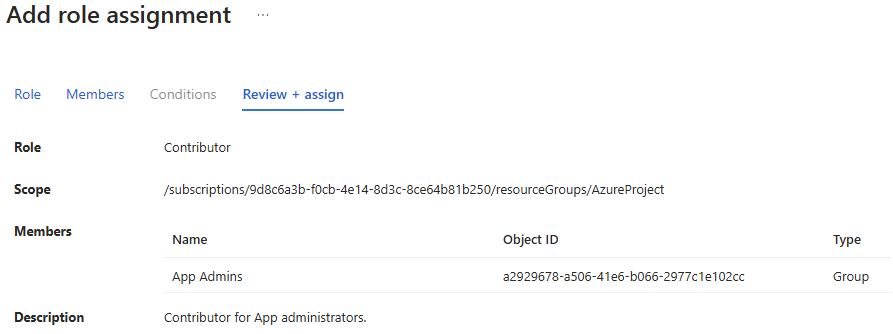 Add role assignment ...
Role Members Conditions Review + assign
Role Contributor
Scope /subscriptions/9d8c6a3b-f0cb-4e14-8d3c-8ce64b81b250/resourceGroups/AzureProject
Members
Name Object ID Type
App Admins a2929678-a506-41e6-b066-2977c1e102cc Group
Description Contributor for App administrators.